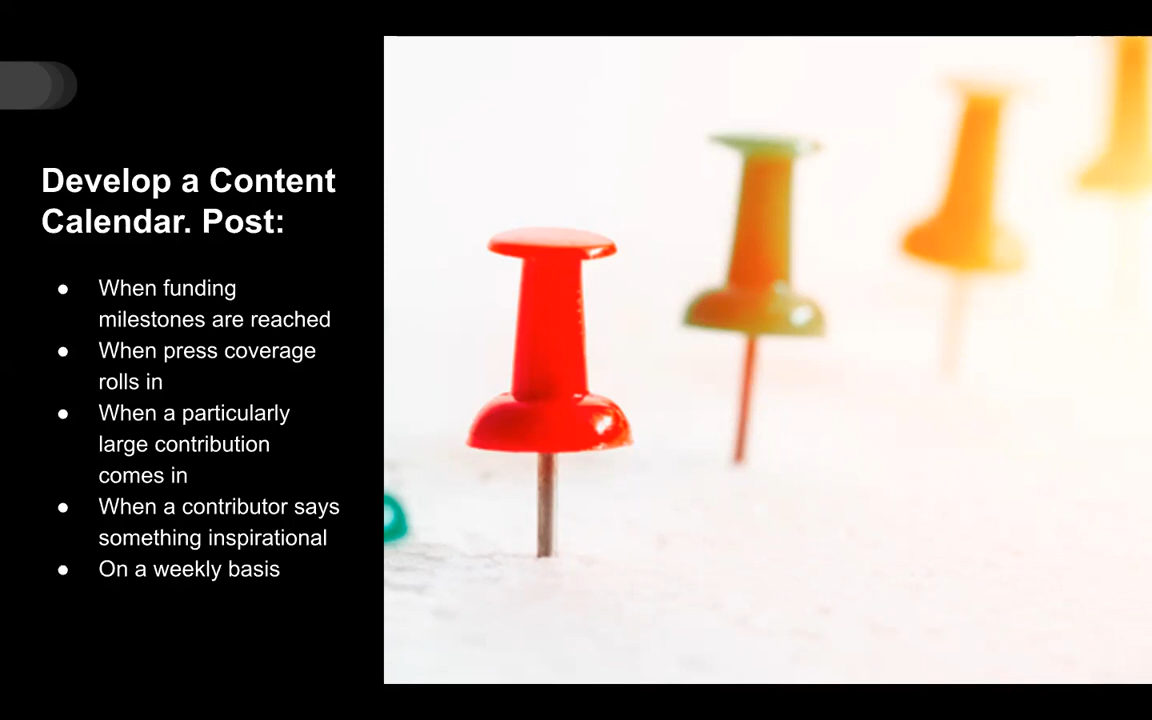 Develop a Content
Calendar. Post:
● When funding
milestones are reached
● When press coverage
rolls in
● When a particularly
large contribution
comes in
● When a contributor says
something inspirational
● On a weekly basis